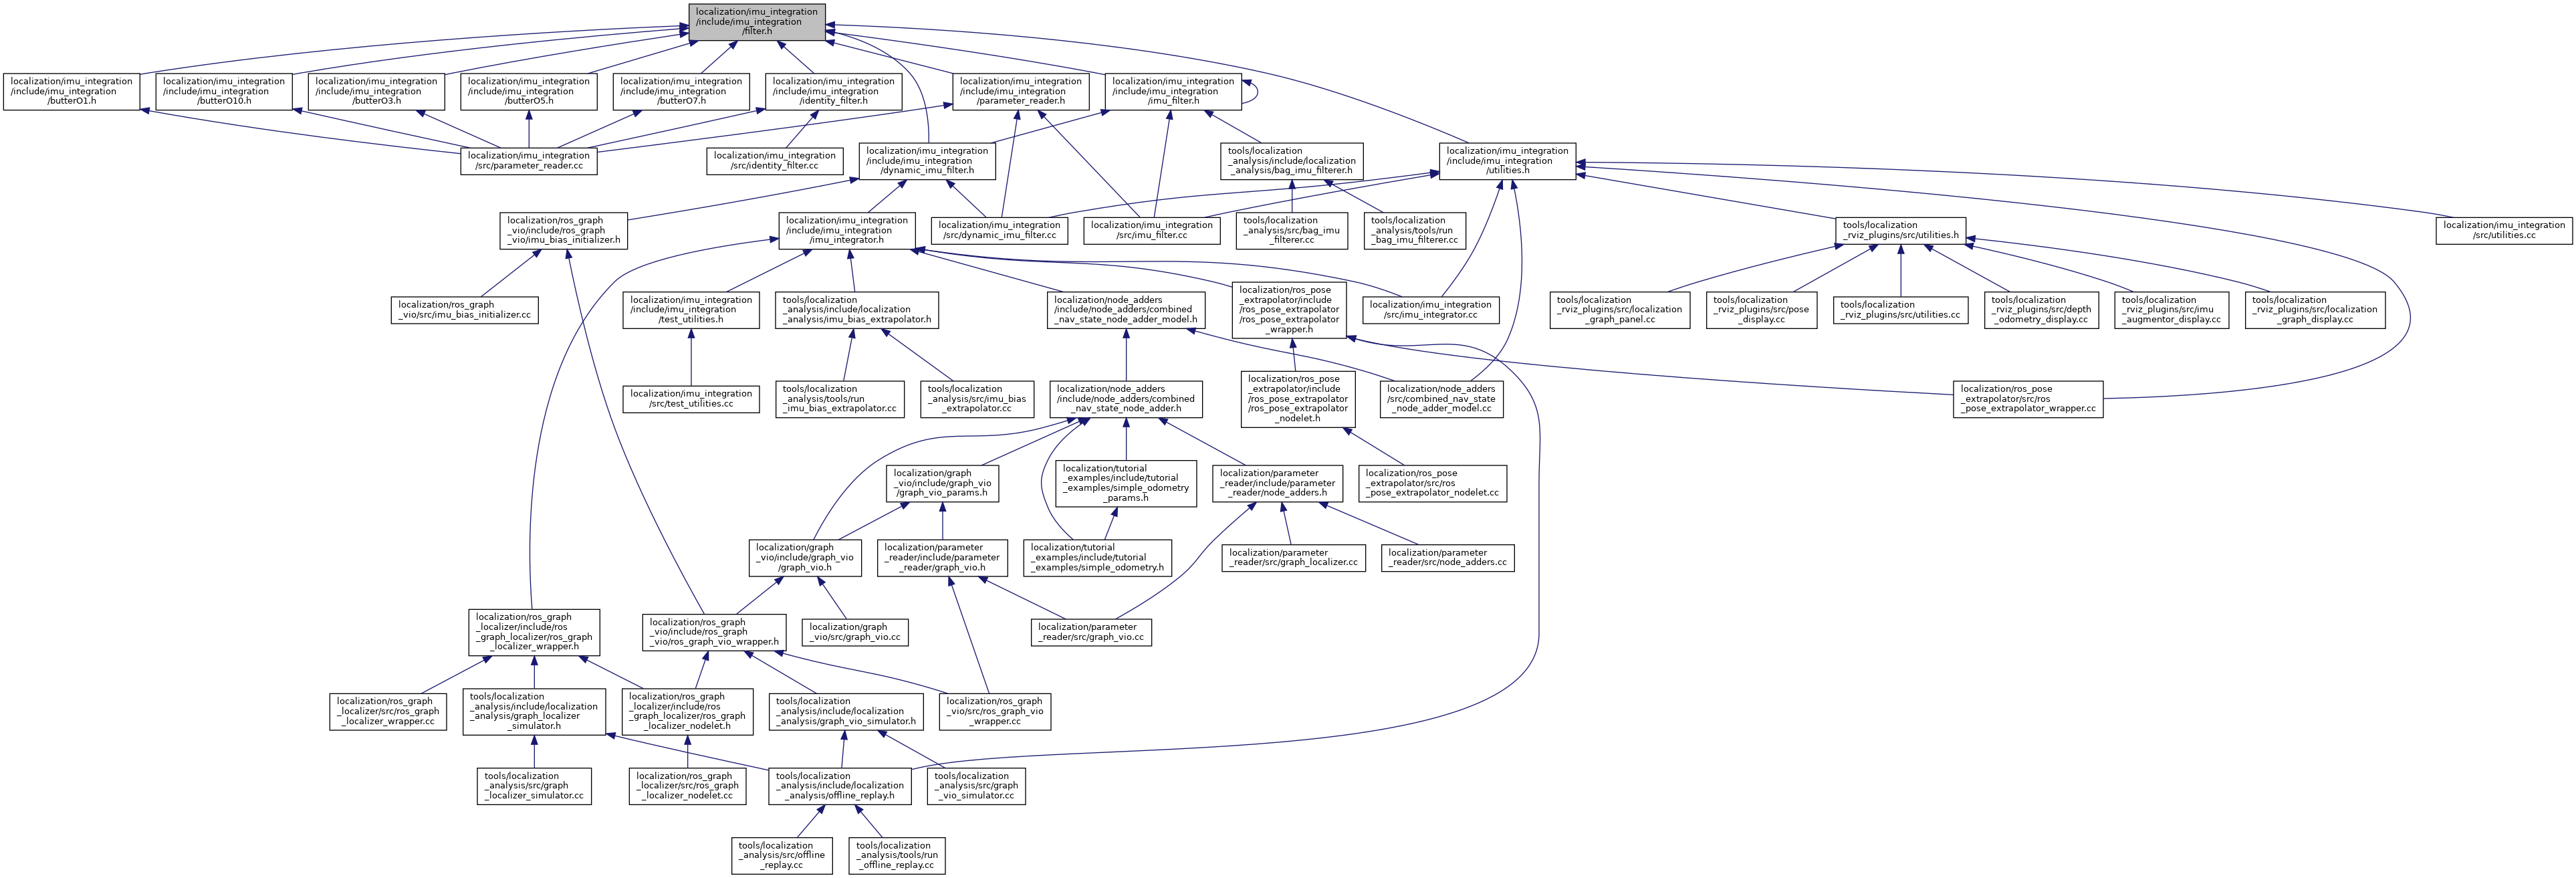 localization/imu_integration
/include/imu_integration
/filter.h
localization/imu_integration
/include/imu_integration
/butterO1.h
localization/imu_integration
/include/imu_integration
/butterO10.h
localization/imu_integration
/include/imu_integration
/butterO3.h
localization/imu_integration
/include/imu_integration
/butterO5.h
localization/imu_integration
/include/imu_integration
/butterO7.h
localization/imu_integration
/include/imu_integration
/identity_filter.h
localization/imu_integration
/include/imu_integration
/parameter_reader.h
localization/imu_integration
/include/imu_integration
/imu_filter.h
localization/imu_integration
/src/parameter_reader.cc
localization/imu_integration
/src/identity_filter.cc
localization/imu_integration
/include/imu_integration
/dynamic_imu_filter.h
tools/localization
_analysis/include/localization
_analysis/bag_imu_filterer.h
localization/imu_integration
/include/imu_integration
/utilities.h
localization/ros_graph
_vio/include/ros_graph
_vio/imu_bias_initializer.h
localization/imu_integration
/include/imu_integration
/imu_integrator.h
localization/imu_integration
/src/dynamic_imu_filter.cc
localization/imu_integration
/src/imu_filter.cc
tools/localization
_analysis/src/bag_imu
_filterer.cc
tools/localization
_analysis/tools/run
_bag_imu_filterer.cc
tools/localization
_rviz_plugins/src/utilities.h
localization/imu_integration
/src/utilities.cc
localization/ros_graph
_vio/src/imu_bias_initializer.cc
localization/imu_integration
/include/imu_integration
/test_utilities.h
tools/localization
_analysis/include/localization
_analysis/imu_bias_extrapolator.h
localization/node_adders
/include/node_adders/combined
_nav_state_node_adder_model.h
localization/ros_pose
_extrapolator/include
/ros_pose_extrapolator
/ros_pose_extrapolator
_wrapper.h
localization/imu_integration
/src/imu_integrator.cc
tools/localization
_rviz_plugins/src/localization
_graph_panel.cc
tools/localization
_rviz_plugins/src/pose
_display.cc
tools/localization
_rviz_plugins/src/utilities.cc
tools/localization
_rviz_plugins/src/depth
_odometry_display.cc
tools/localization
_rviz_plugins/src/imu
_augmentor_display.cc
tools/localization
_rviz_plugins/src/localization
_graph_display.cc
localization/imu_integration
/src/test_utilities.cc
tools/localization
_analysis/tools/run
_imu_bias_extrapolator.cc
tools/localization
_analysis/src/imu_bias
_extrapolator.cc
localization/node_adders
/include/node_adders/combined
_nav_state_node_adder.h
localization/ros_pose
_extrapolator/include
/ros_pose_extrapolator
/ros_pose_extrapolator
_nodelet.h
localization/node_adders
/src/combined_nav_state
_node_adder_model.cc
localization/ros_pose
_extrapolator/src/ros
_pose_extrapolator_wrapper.cc
localization/graph
_vio/include/graph_vio
/graph_vio_params.h
localization/tutorial
_examples/include/tutorial
_examples/simple_odometry
_params.h
localization/parameter
_reader/include/parameter
_reader/node_adders.h
localization/ros_pose
_extrapolator/src/ros
_pose_extrapolator_nodelet.cc
localization/graph
_vio/include/graph_vio
/graph_vio.h
localization/parameter
_reader/include/parameter
_reader/graph_vio.h
localization/tutorial
_examples/include/tutorial
_examples/simple_odometry.h
localization/parameter
_reader/src/graph_localizer.cc
localization/parameter
_reader/src/node_adders.cc
localization/ros_graph
_localizer/include/ros
_graph_localizer/ros_graph
_localizer_wrapper.h
localization/ros_graph
_vio/include/ros_graph
_vio/ros_graph_vio_wrapper.h
localization/graph
_vio/src/graph_vio.cc
localization/parameter
_reader/src/graph_vio.cc
localization/ros_graph
_localizer/src/ros_graph
_localizer_wrapper.cc
tools/localization
_analysis/include/localization
_analysis/graph_localizer
_simulator.h
localization/ros_graph
_localizer/include/ros
_graph_localizer/ros_graph
_localizer_nodelet.h
tools/localization
_analysis/include/localization
_analysis/graph_vio_simulator.h
localization/ros_graph
_vio/src/ros_graph_vio
_wrapper.cc
tools/localization
_analysis/src/graph
_localizer_simulator.cc
localization/ros_graph
_localizer/src/ros_graph
_localizer_nodelet.cc
tools/localization
_analysis/include/localization
_analysis/offline_replay.h
tools/localization
_analysis/src/graph
_vio_simulator.cc
tools/localization
_analysis/src/offline
_replay.cc
tools/localization
_analysis/tools/run
_offline_replay.cc